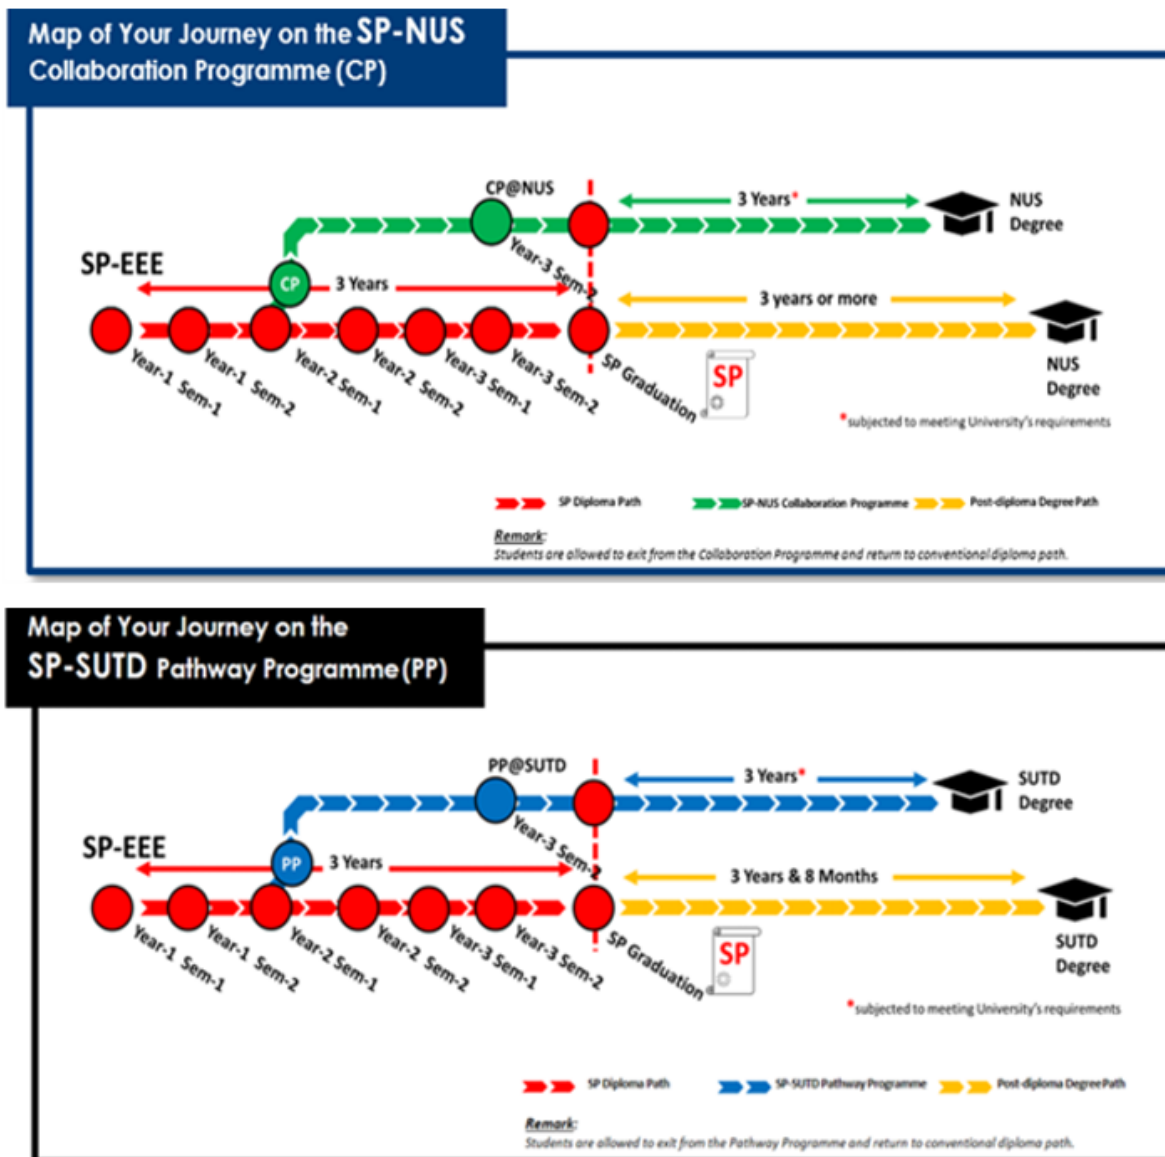 Map of Your Journey on the SP-NUS
Collaboration Programme (CP)
CP@NUS
3 Years*
NUS
Degree
Year-3 Sem-2
SP-EEE
CP
3 Years
3 years or more
Year-1 Sem-1
Year-1 Sem-2
Year-2 Sem-1
Year-2 Sem-2
Year-3 Sem-1
Year-3 Sem-2
SP Graduation
SP
NUS
Degree
*subjected to meeting University's requirements
SP Diploma Path
SP-NUS Collaboration Programme
Post-diploma Degree Path
Remark:
Students are allowed to exit from the Collaboration Programme and return to conventional diploma path.
Map of Your Journey on the
SP-SUTD Pathway Programme (PP)
PP@SUTD
3 Years*
SUTD
Degree
Year-3 Sem-2
SP-EEE
PP
3 Years
3 Years & 8 Months
Year-1 Sem-1
Year-1 Sem-2
Year-2 Sem-1
Year-2 Sem-2
Year-3 Sem-1
Year-3 Sem-2
SP Graduation
SP
SUTD
Degree
*subjected to meeting University's requirements
SP Diploma Path
SP-SUTD Pathway Programme
Post-diploma Degree Path
Remark:
Students are allowed to exit from the Pathway Programme and return to conventional diploma path.